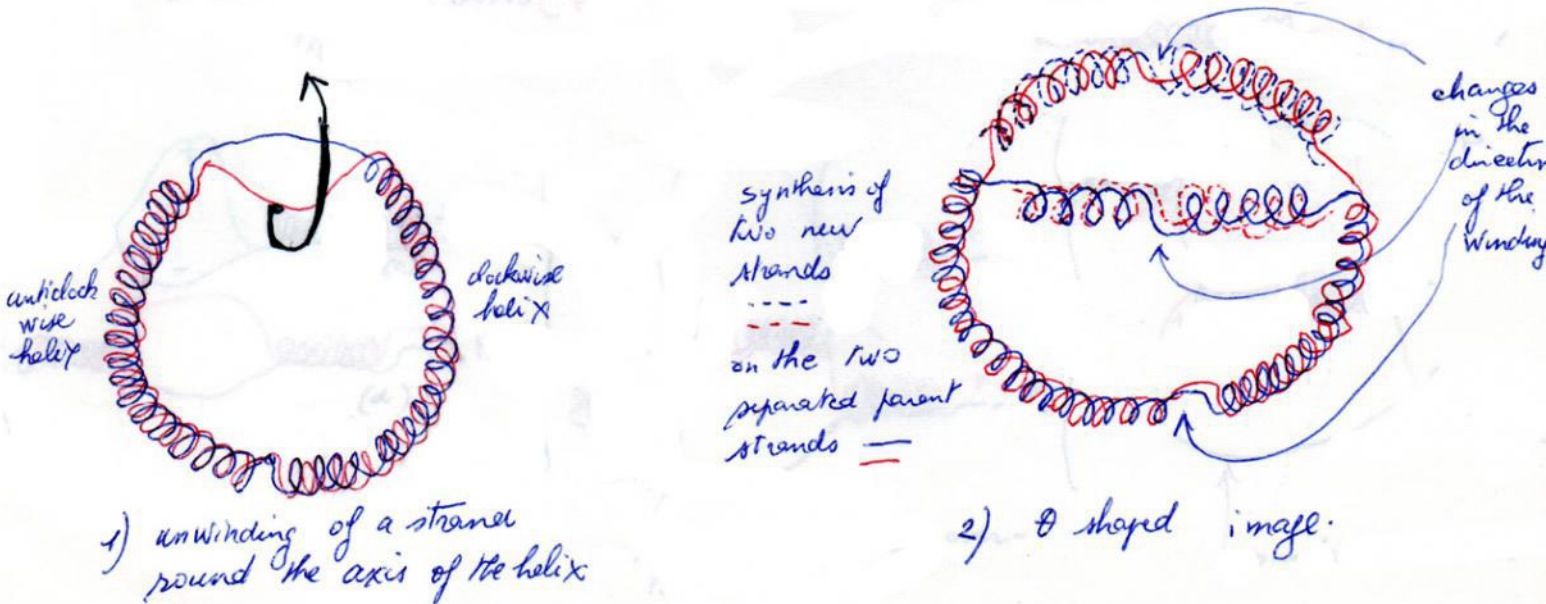 anticlock
wise
helix
clockwise
helix
1) unwinding of a strand
round the axis of the helix
synthesis of
two new
strands
on the two
separated parent
strands
changes
in the
direction
of the
winding
2) θ shaped image.